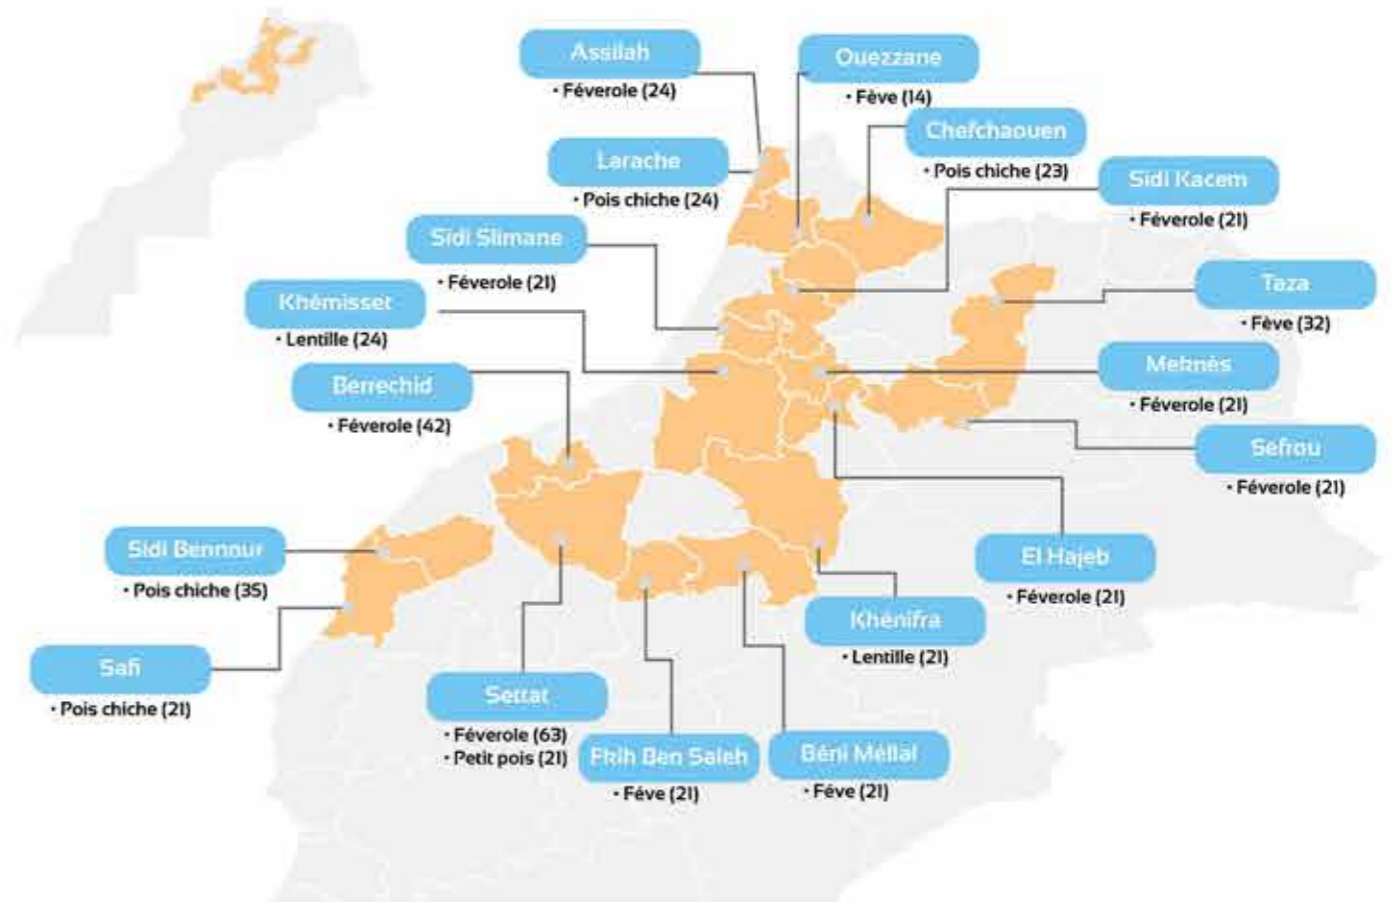 Assilah
• Féverole (24)
Ouezzane
• Fève (14)
Chefchaouen
• Pois chiche (23)
Larache
• Pois chiche (24)
Sidi Kacem
• Féverole (21)
Sidi Slimane
• Féverole (21)
Khémisset
• Lentille (24)
Taza
• Fève (32)
Berrechid
• Féverole (42)
Meknès
• Féverole (21)
Sefrou
• Féverole (21)
Sidi Bennour
• Pois chiche (35)
El Hajeb
• Féverole (21)
Khénifra
• Lentille (21)
Safi
• Pois chiche (21)
Settat
• Féverole (63)
• Petit pois (21)
Fkih Ben Saleh
• Féve (21)
Béni Méllal
• Féve (21)